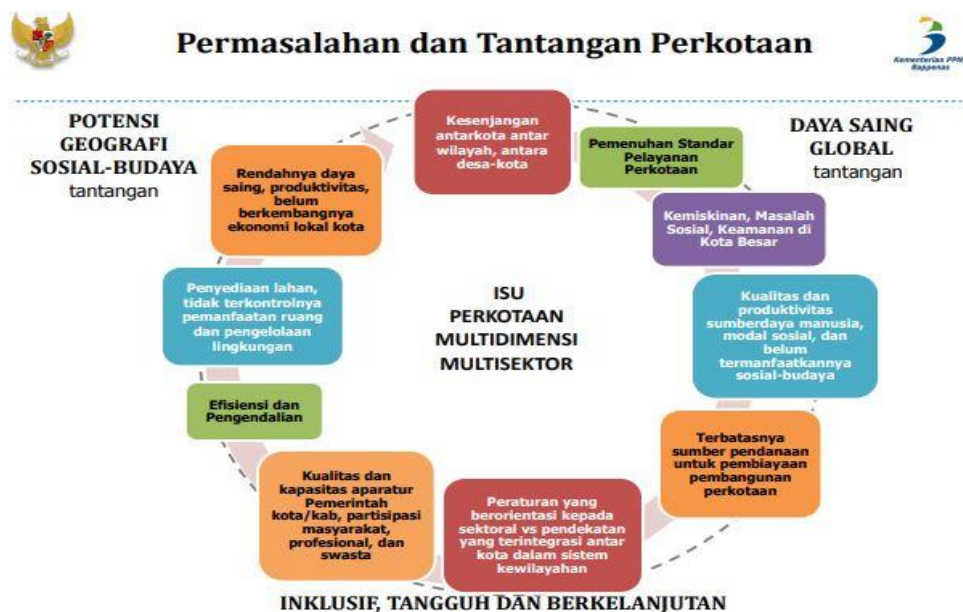 Permasalahan dan Tantangan Perkotaan
Kementerian PPN/
Bappenas
POTENSI
GEOGRAFI
SOSIAL-BUDAYA
tantangan
DAYA SAING
GLOBAL
tantangan
Kesenjangan
antarkota antar
wilayah, antara
desa-kota
Pemenuhan Standar
Pelayanan
Perkotaan
Kemiskinan, Masalah
Sosial, Keamanan di
Kota Besar
Kualitas dan
produktivitas
sumberdaya manusia,
modal sosial, dan
belum
termanfaatkannya
sosial-budaya
Terbatasnya
sumber pendanaan
untuk pembiayaan
pembangunan
perkotaan
Peraturan yang
berorientasi kepada
sektoral vs pendekatan
yang terintegrasi antar
kota dalam sistem
kewilayahan
Kualitas dan
kapasitas aparatur
Pemerintah
kota/kab, partisipasi
masyarakat,
profesional, dan
swasta
Efisiensi dan
Pengendalian
Penyediaan lahan,
tidak terkontrolnya
pemanfaatan ruang
dan pengelolaan
lingkungan
Rendahnya daya
saing, produktivitas,
belum
berkembangnya
ekonomi lokal kota
ISU
PERKOTAAN
MULTIDIMENSI
MULTISEKTOR
INKLUSIF, TANGGUH DAN BERKELANJUTAN